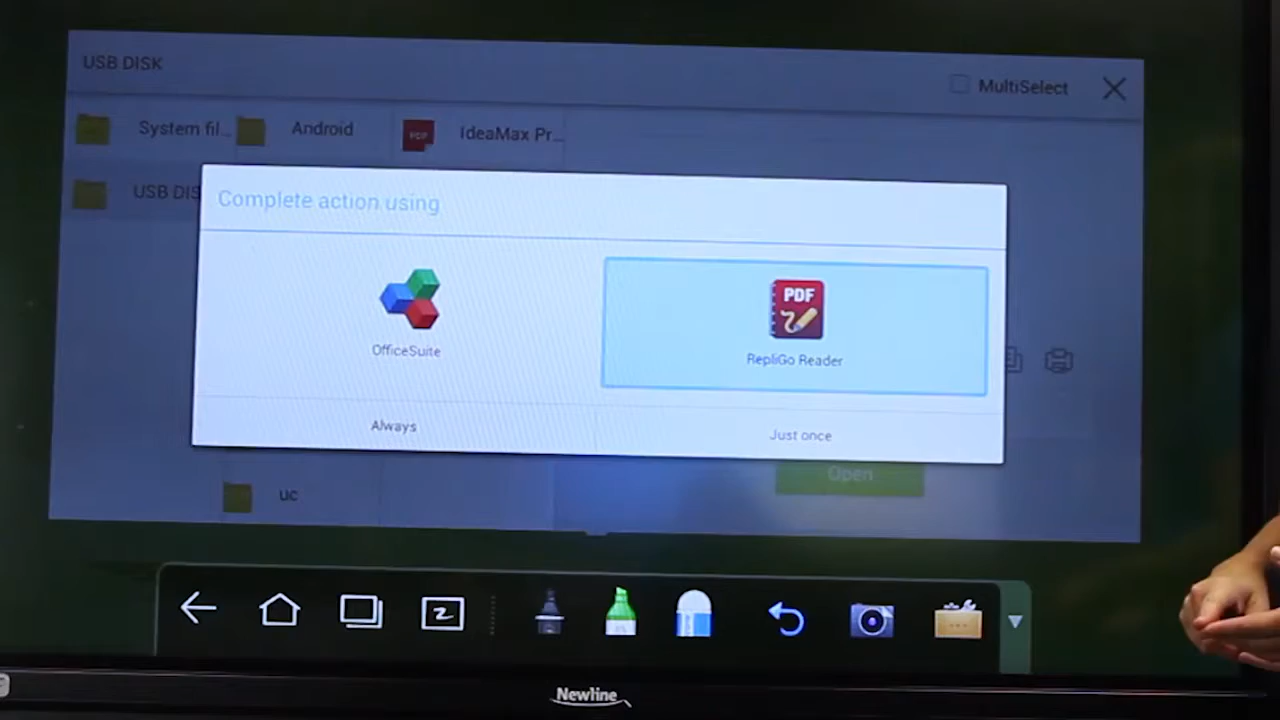 USB DISK
MultiSelect
System fil...
Android
PDF
IdeaMax Pr...
USB DIS
Complete action using
OfficeSuite
PDF
RepliGo Reader
Always
Just once
Open
uc
Newline